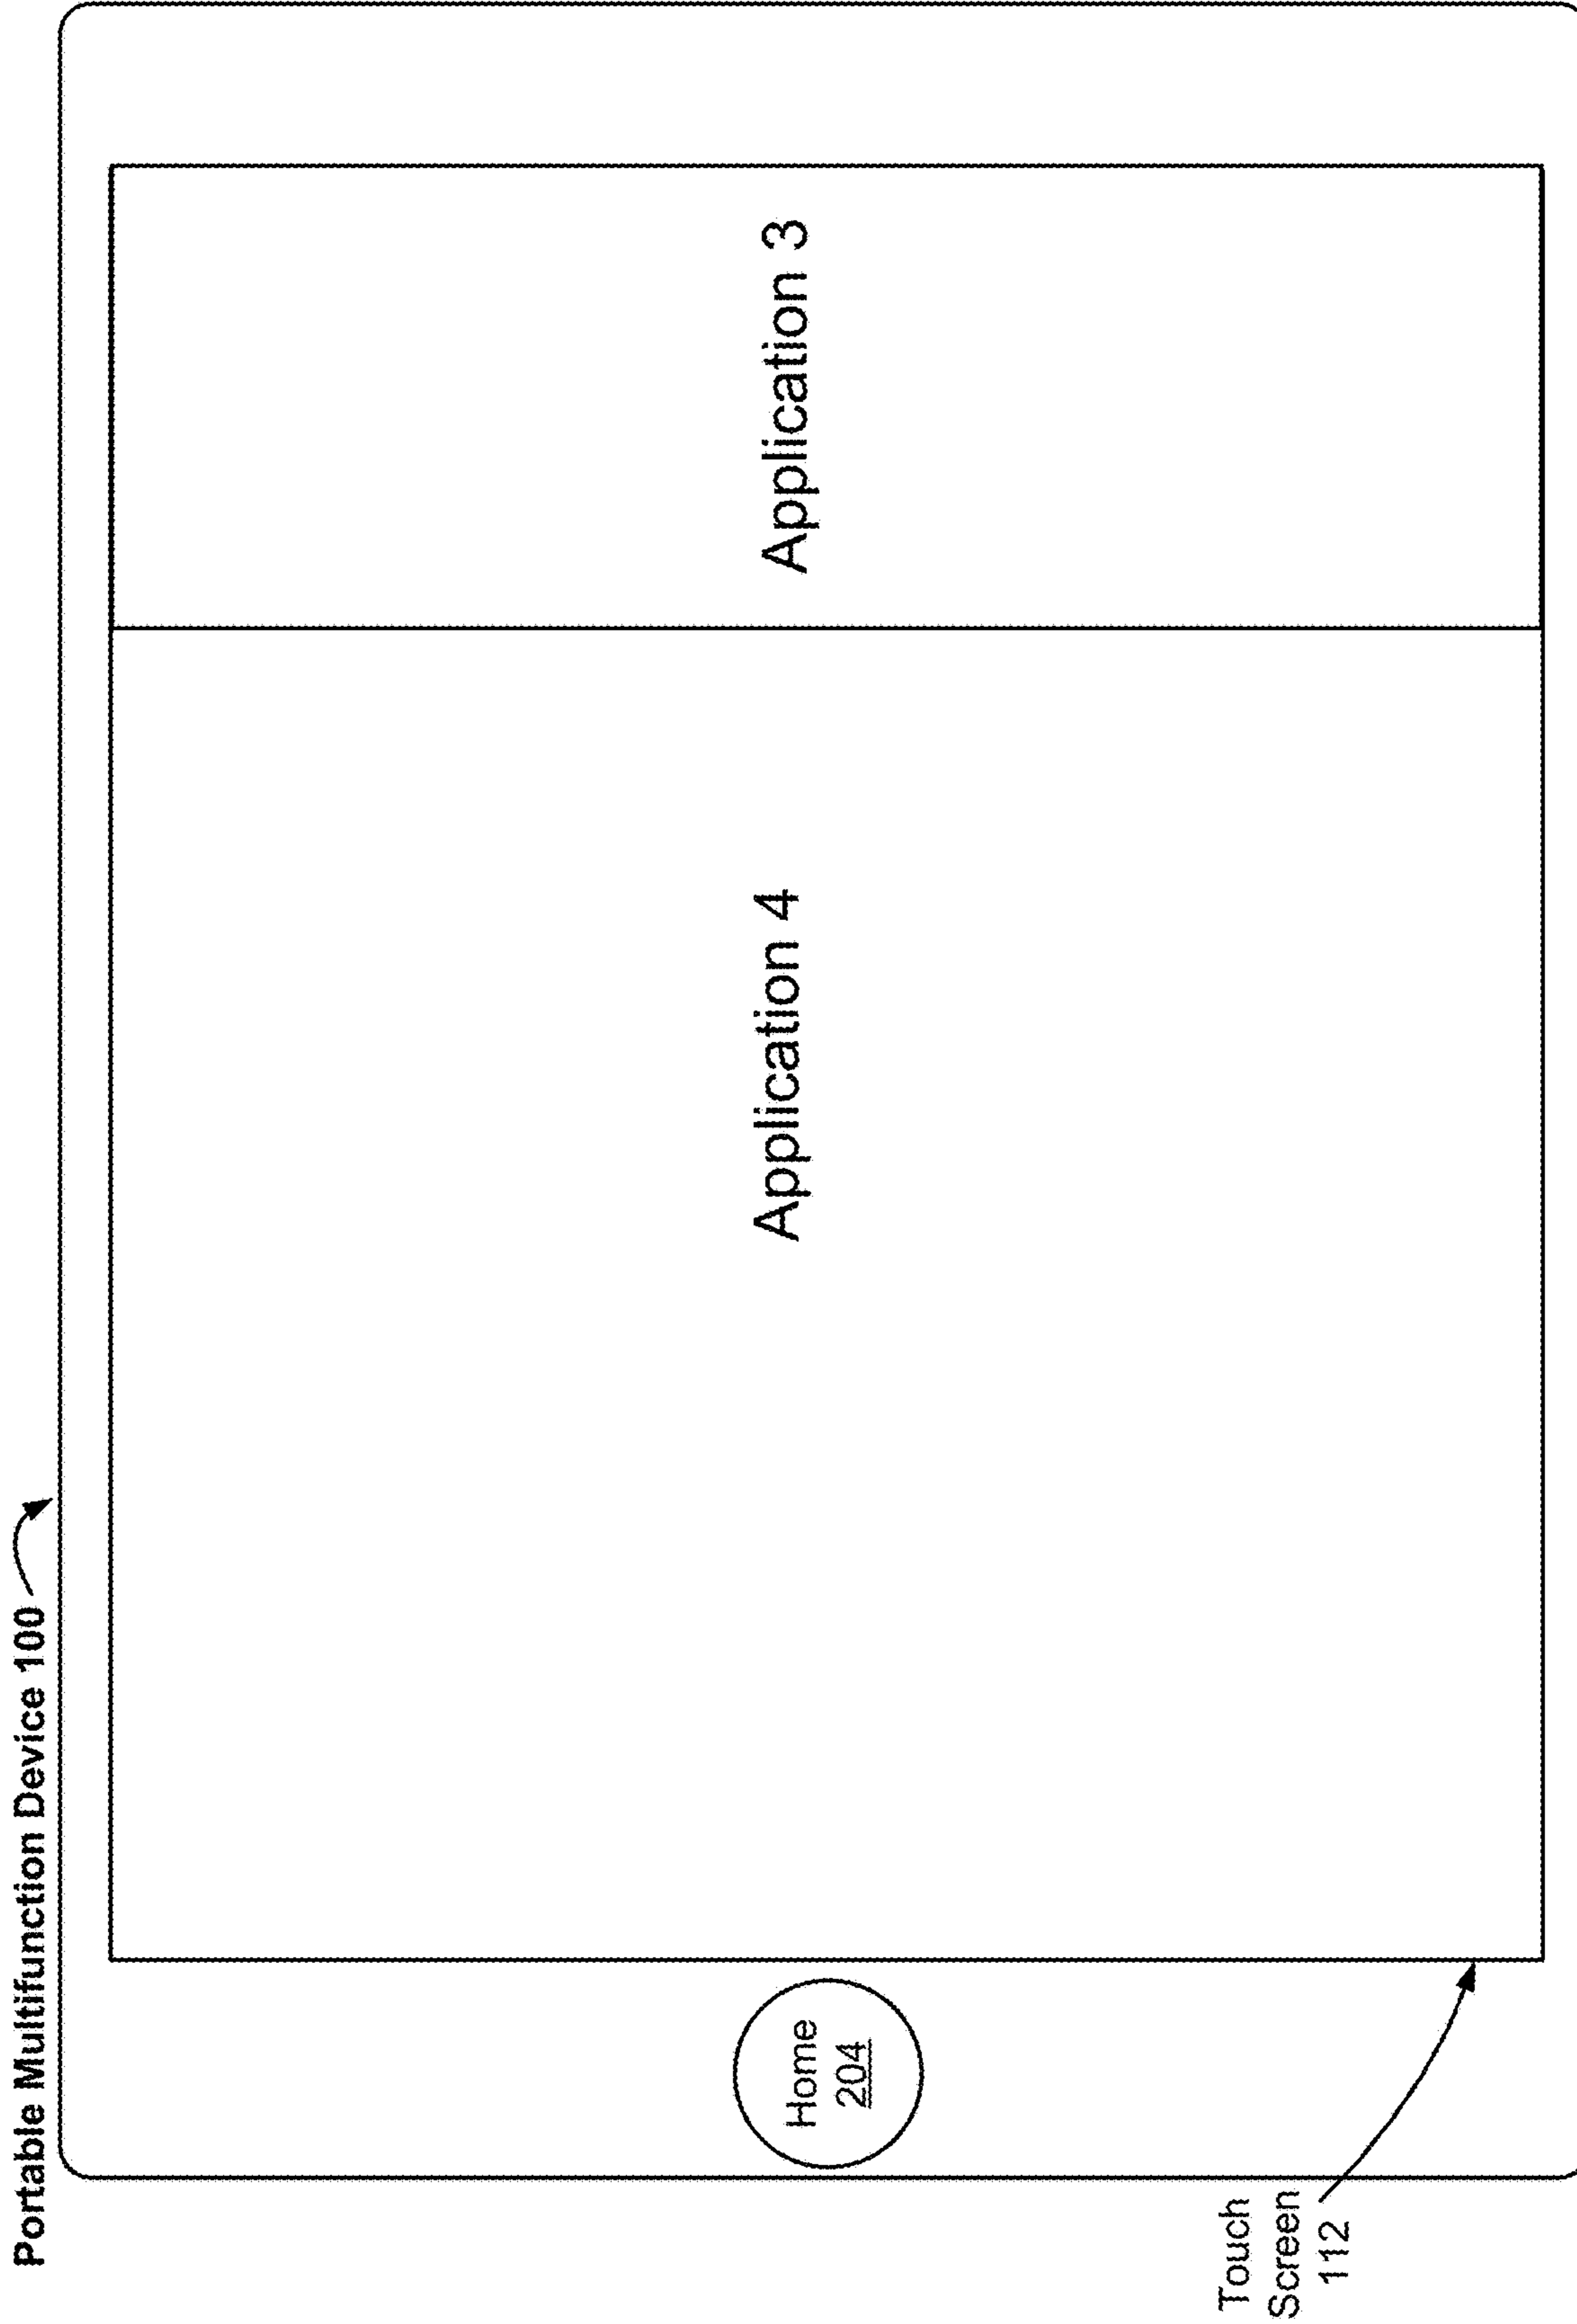 Portable Multifunction Device 100
Application 4
Application 3
Home
204
Touch
Screen
112